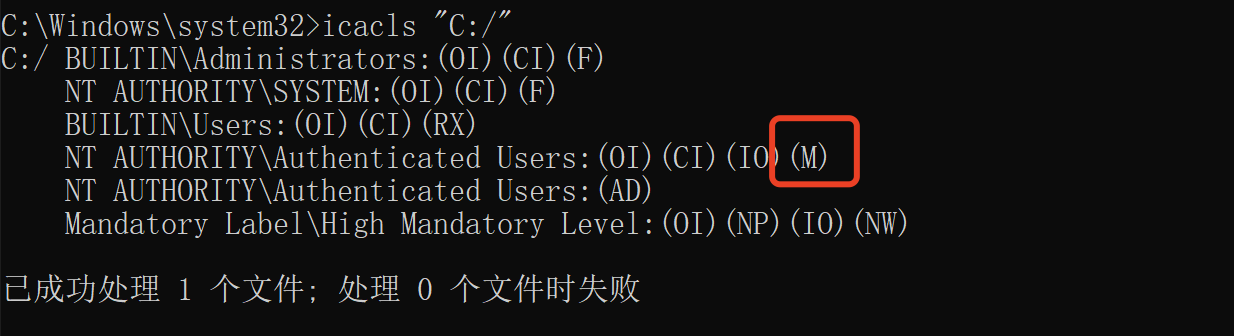 C:\Windows\system32>icacls "C:/"
C:/ BUILTIN\Administrators:(OI)(CI)(F)
NT AUTHORITY\SYSTEM:(OI)(CI)(F)
BUILTIN\Users:(OI)(CI)(RX)
NT AUTHORITY\Authenticated Users:(OI)(CI)(IO)(M)
NT AUTHORITY\Authenticated Users:(AD)
Mandatory Label\High Mandatory Level:(OI)(NP)(IO)(NW)
已成功处理 1 个文件; 处理 0 个文件时失败